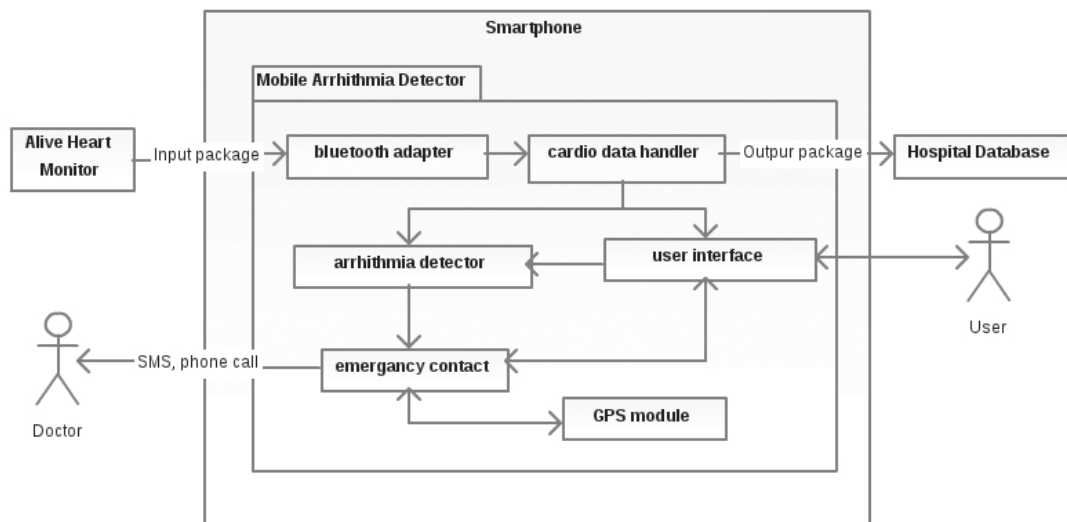 Smartphone
Mobile Arrhithmia Detector
Alive Heart
Monitor
Input package
bluetooth adapter
cardio data handler
Outpur package
Hospital Database
arrhithmia detector
user interface
User
SMS, phone call
emergancy contact
GPS module
Doctor